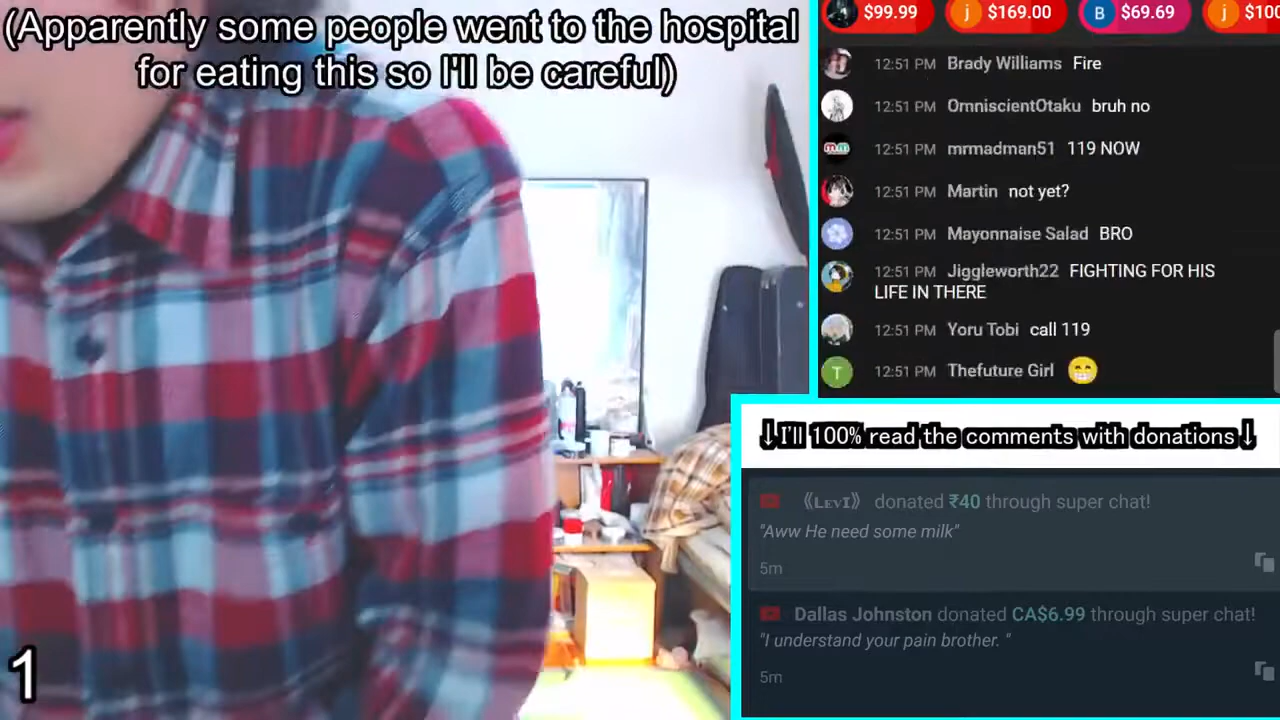 (Apparently some people went to the hospital
for eating this so I'll be careful)
1
$99.99
j $169.00
B $69.69
j $100
12:51 PM Brady Williams Fire
12:51 PM OmniscientOtaku bruh no
12:51 PM mrmadman51 119 NOW
12:51 PM Martin not yet?
12:51 PM Mayonnaise Salad BRO
12:51 PM Jiggleworth22 FIGHTING FOR HIS
LIFE IN THERE
12:51 PM Yoru Tobi call 119
T 12:51 PM Thefuture Girl 😁
↓I'll 100% read the comments with donations↓
⟪LᴇᴠI⟫ donated ₹40 through super chat!
"Aww He need some milk"
5m
Dallas Johnston donated CA$6.99 through super chat!
"I understand your pain brother. "
5m